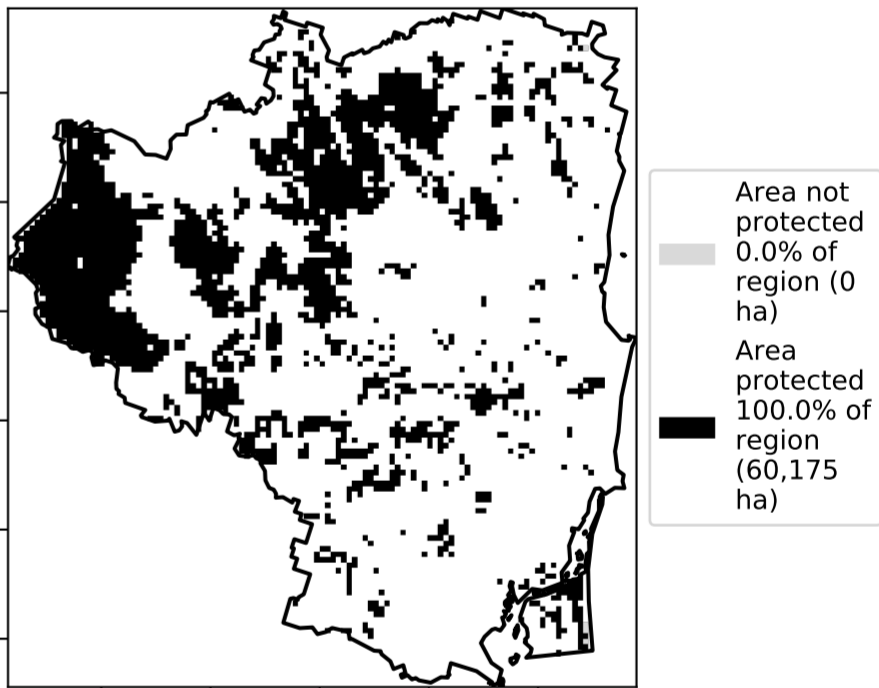 Area not
protected
0.0% of
region (0
ha)
Area
protected
100.0% of
region
(60,175
ha)